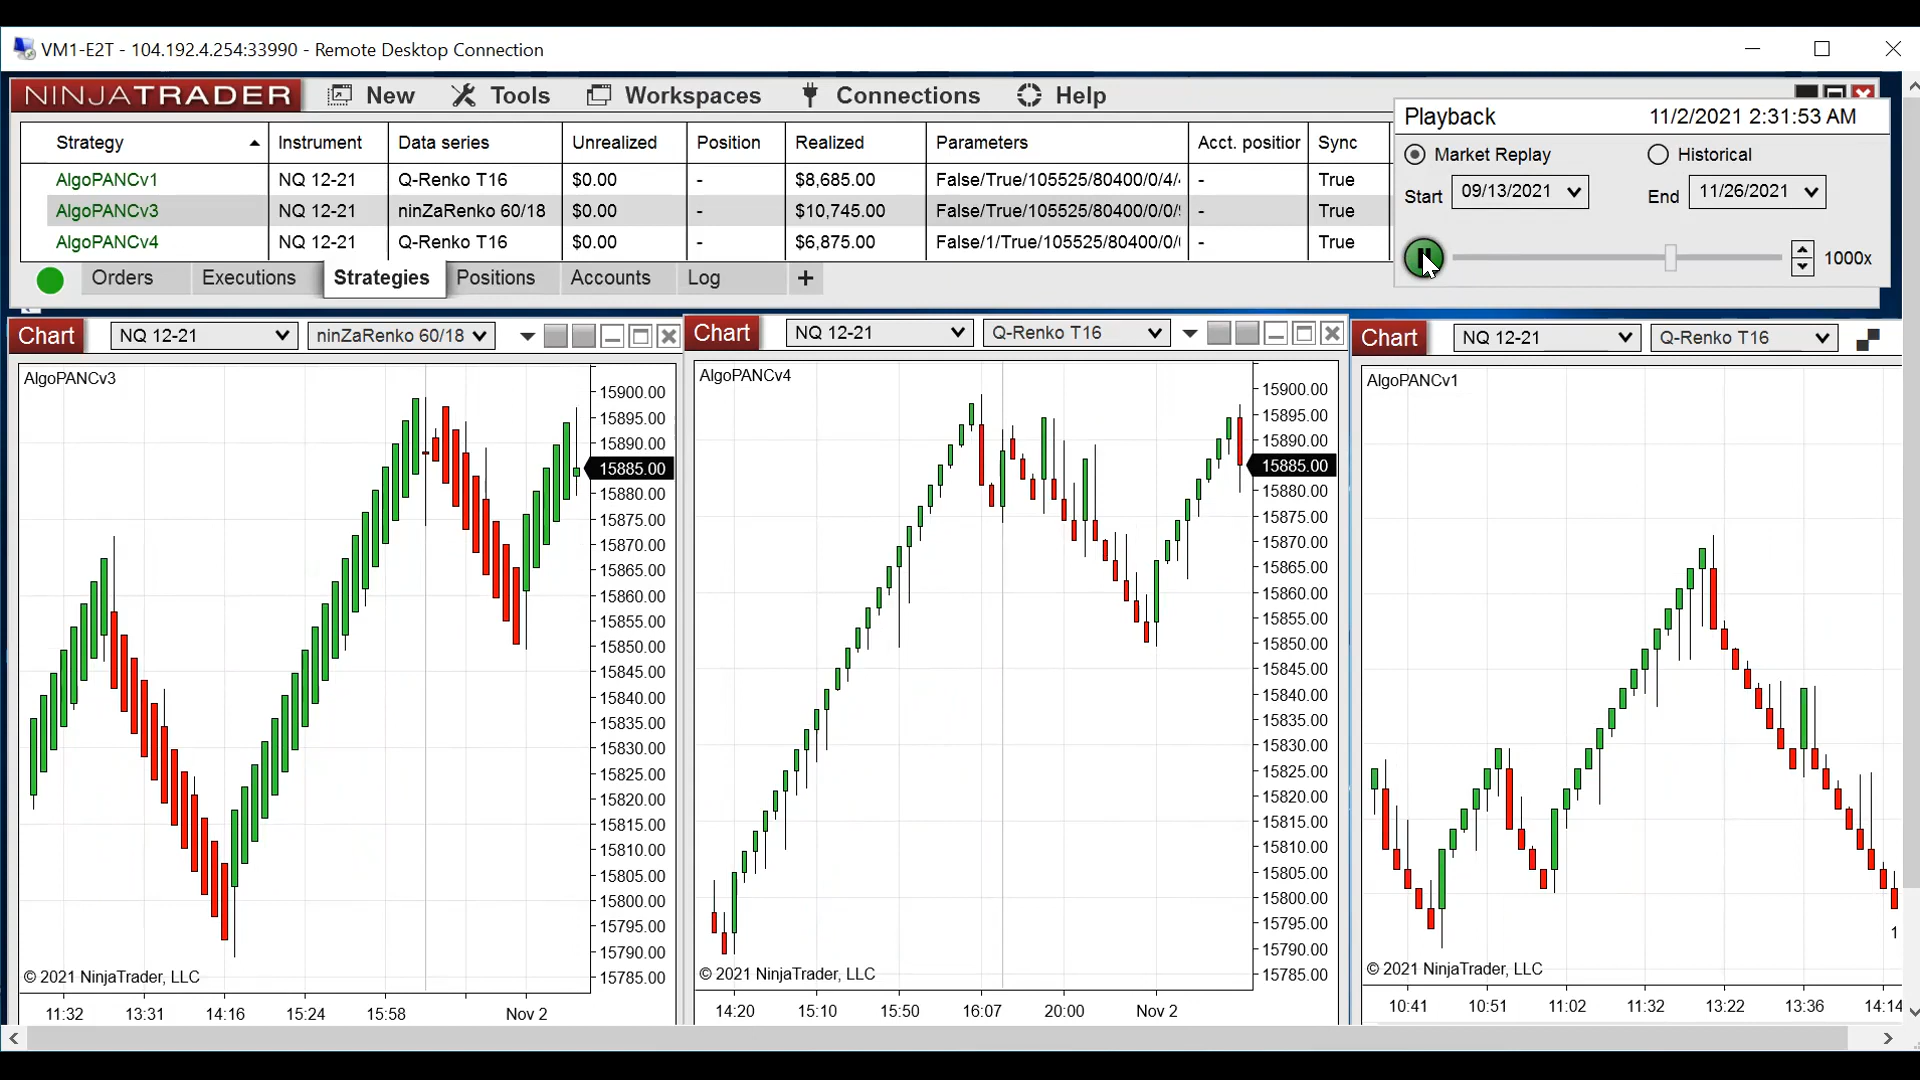 VM1-E2T - 104.192.4.254:33990 - Remote Desktop Connection
NINJATRADER New Tools Workspaces Connections Help
Playback 11/2/2021 2:31:53 AM
Market Replay Historical
Start 09/13/2021 End 11/26/2021
1000x
Strategy Instrument Data series Unrealized Position Realized Parameters Acct. position Sync
AlgoPANCv1 NQ 12-21 Q-Renko T16 $0.00 - $8,685.00 False/True/105525/80400/0/4/ - True
AlgoPANCv3 NQ 12-21 ninZaRenko 60/18 $0.00 - $10,745.00 False/True/105525/80400/0/0/ - True
AlgoPANCv4 NQ 12-21 Q-Renko T16 $0.00 - $6,875.00 False/1/True/105525/80400/0/ - True
Orders Executions Strategies Positions Accounts Log +
Chart NQ 12-21 ninZaRenko 60/18
AlgoPANCv3
15900.00
15895.00
15890.00
15885.00
15880.00
15875.00
15870.00
15865.00
15860.00
15855.00
15850.00
15845.00
15840.00
15835.00
15830.00
15825.00
15820.00
15815.00
15810.00
15805.00
15800.00
15795.00
15790.00
15785.00
© 2021 NinjaTrader, LLC
11:32 13:31 14:16 15:24 15:58 Nov 2
Chart NQ 12-21 Q-Renko T16
AlgoPANCv4
15900.00
15895.00
15890.00
15885.00
15880.00
15875.00
15870.00
15865.00
15860.00
15855.00
15850.00
15845.00
15840.00
15835.00
15830.00
15825.00
15820.00
15815.00
15810.00
15805.00
15800.00
15795.00
15790.00
15785.00
© 2021 NinjaTrader, LLC
14:20 15:10 15:50 16:07 20:00 Nov 2
Chart NQ 12-21 Q-Renko T16
AlgoPANCv1
1
© 2021 NinjaTrader, LLC
10:41 10:51 11:02 11:32 13:22 13:36 14:14